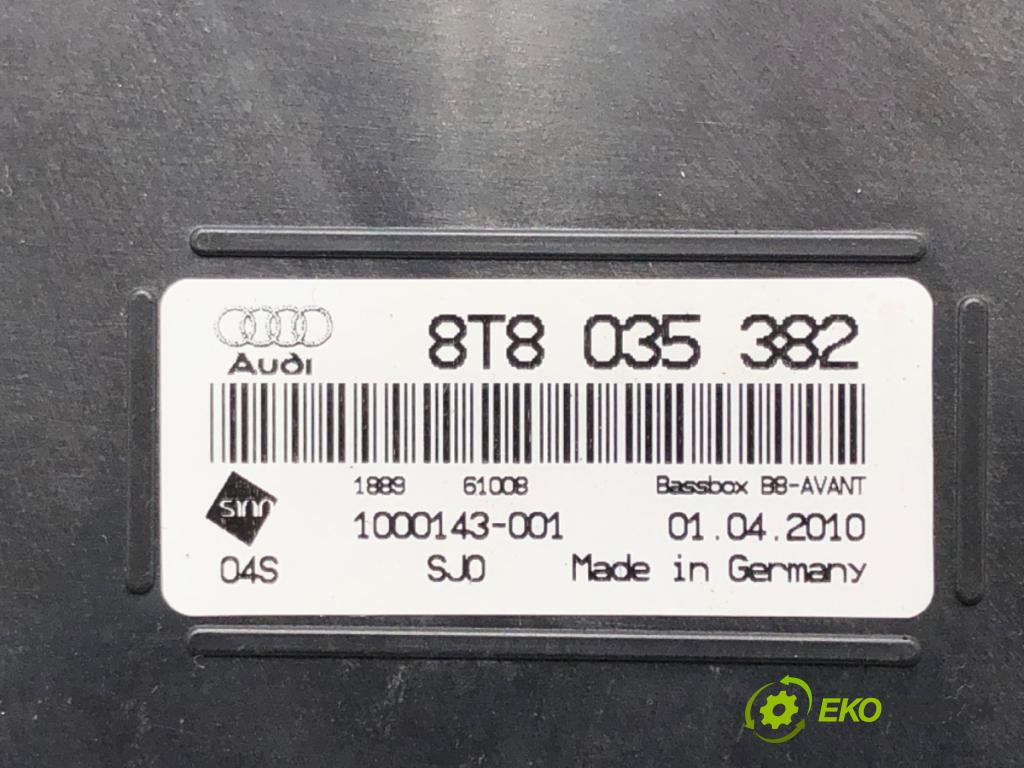 Audi 8T8 035 382
1889 61008 Bassbox B8-AVANT
sinn 1000143-001 01.04.2010
04S SJ0 Made in Germany
EKO